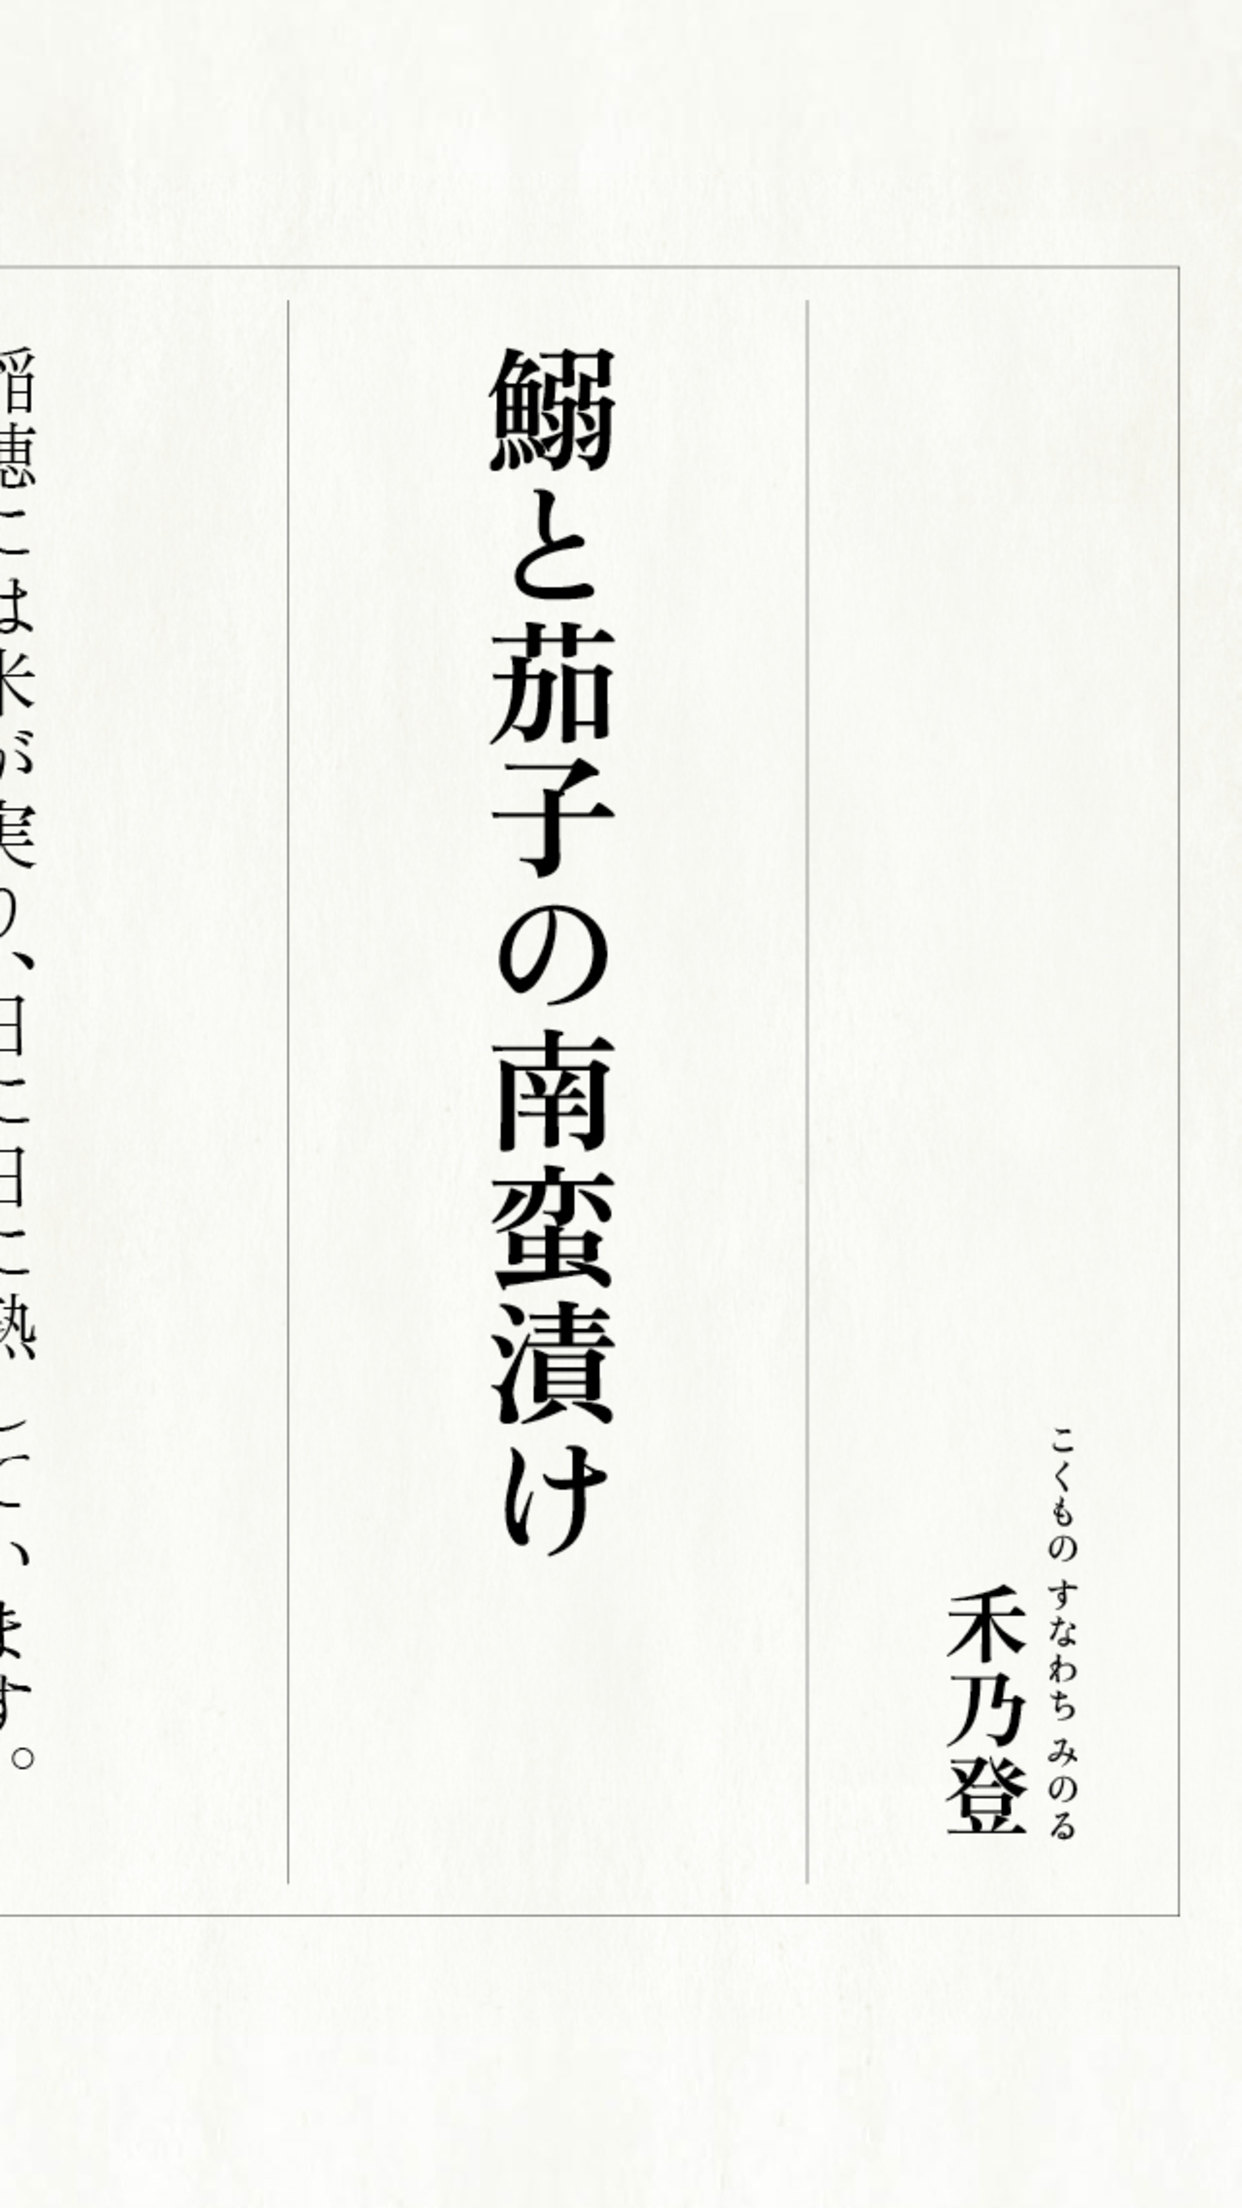 こくもの すなわち みのる
禾乃登
鰯と茄子の南蛮漬け
稲穂には米が実り、日に日に熟しています。